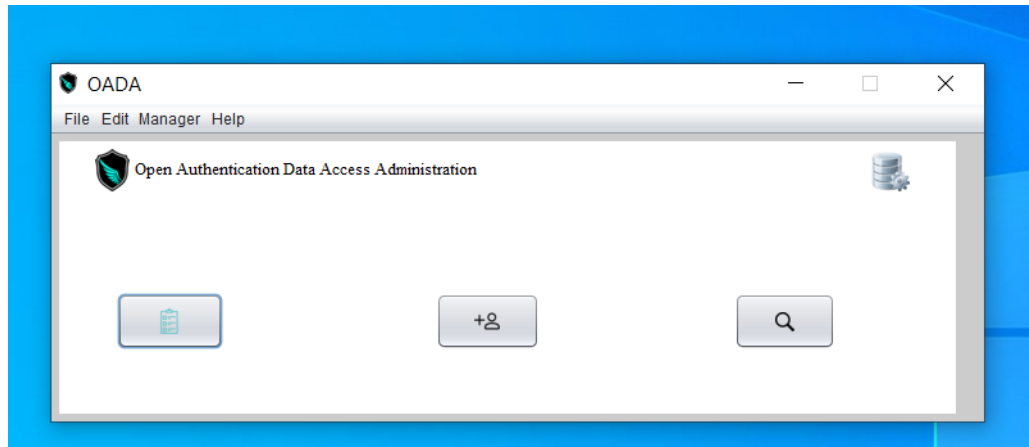 OADA
File Edit Manager Help
Open Authentication Data Access Administration